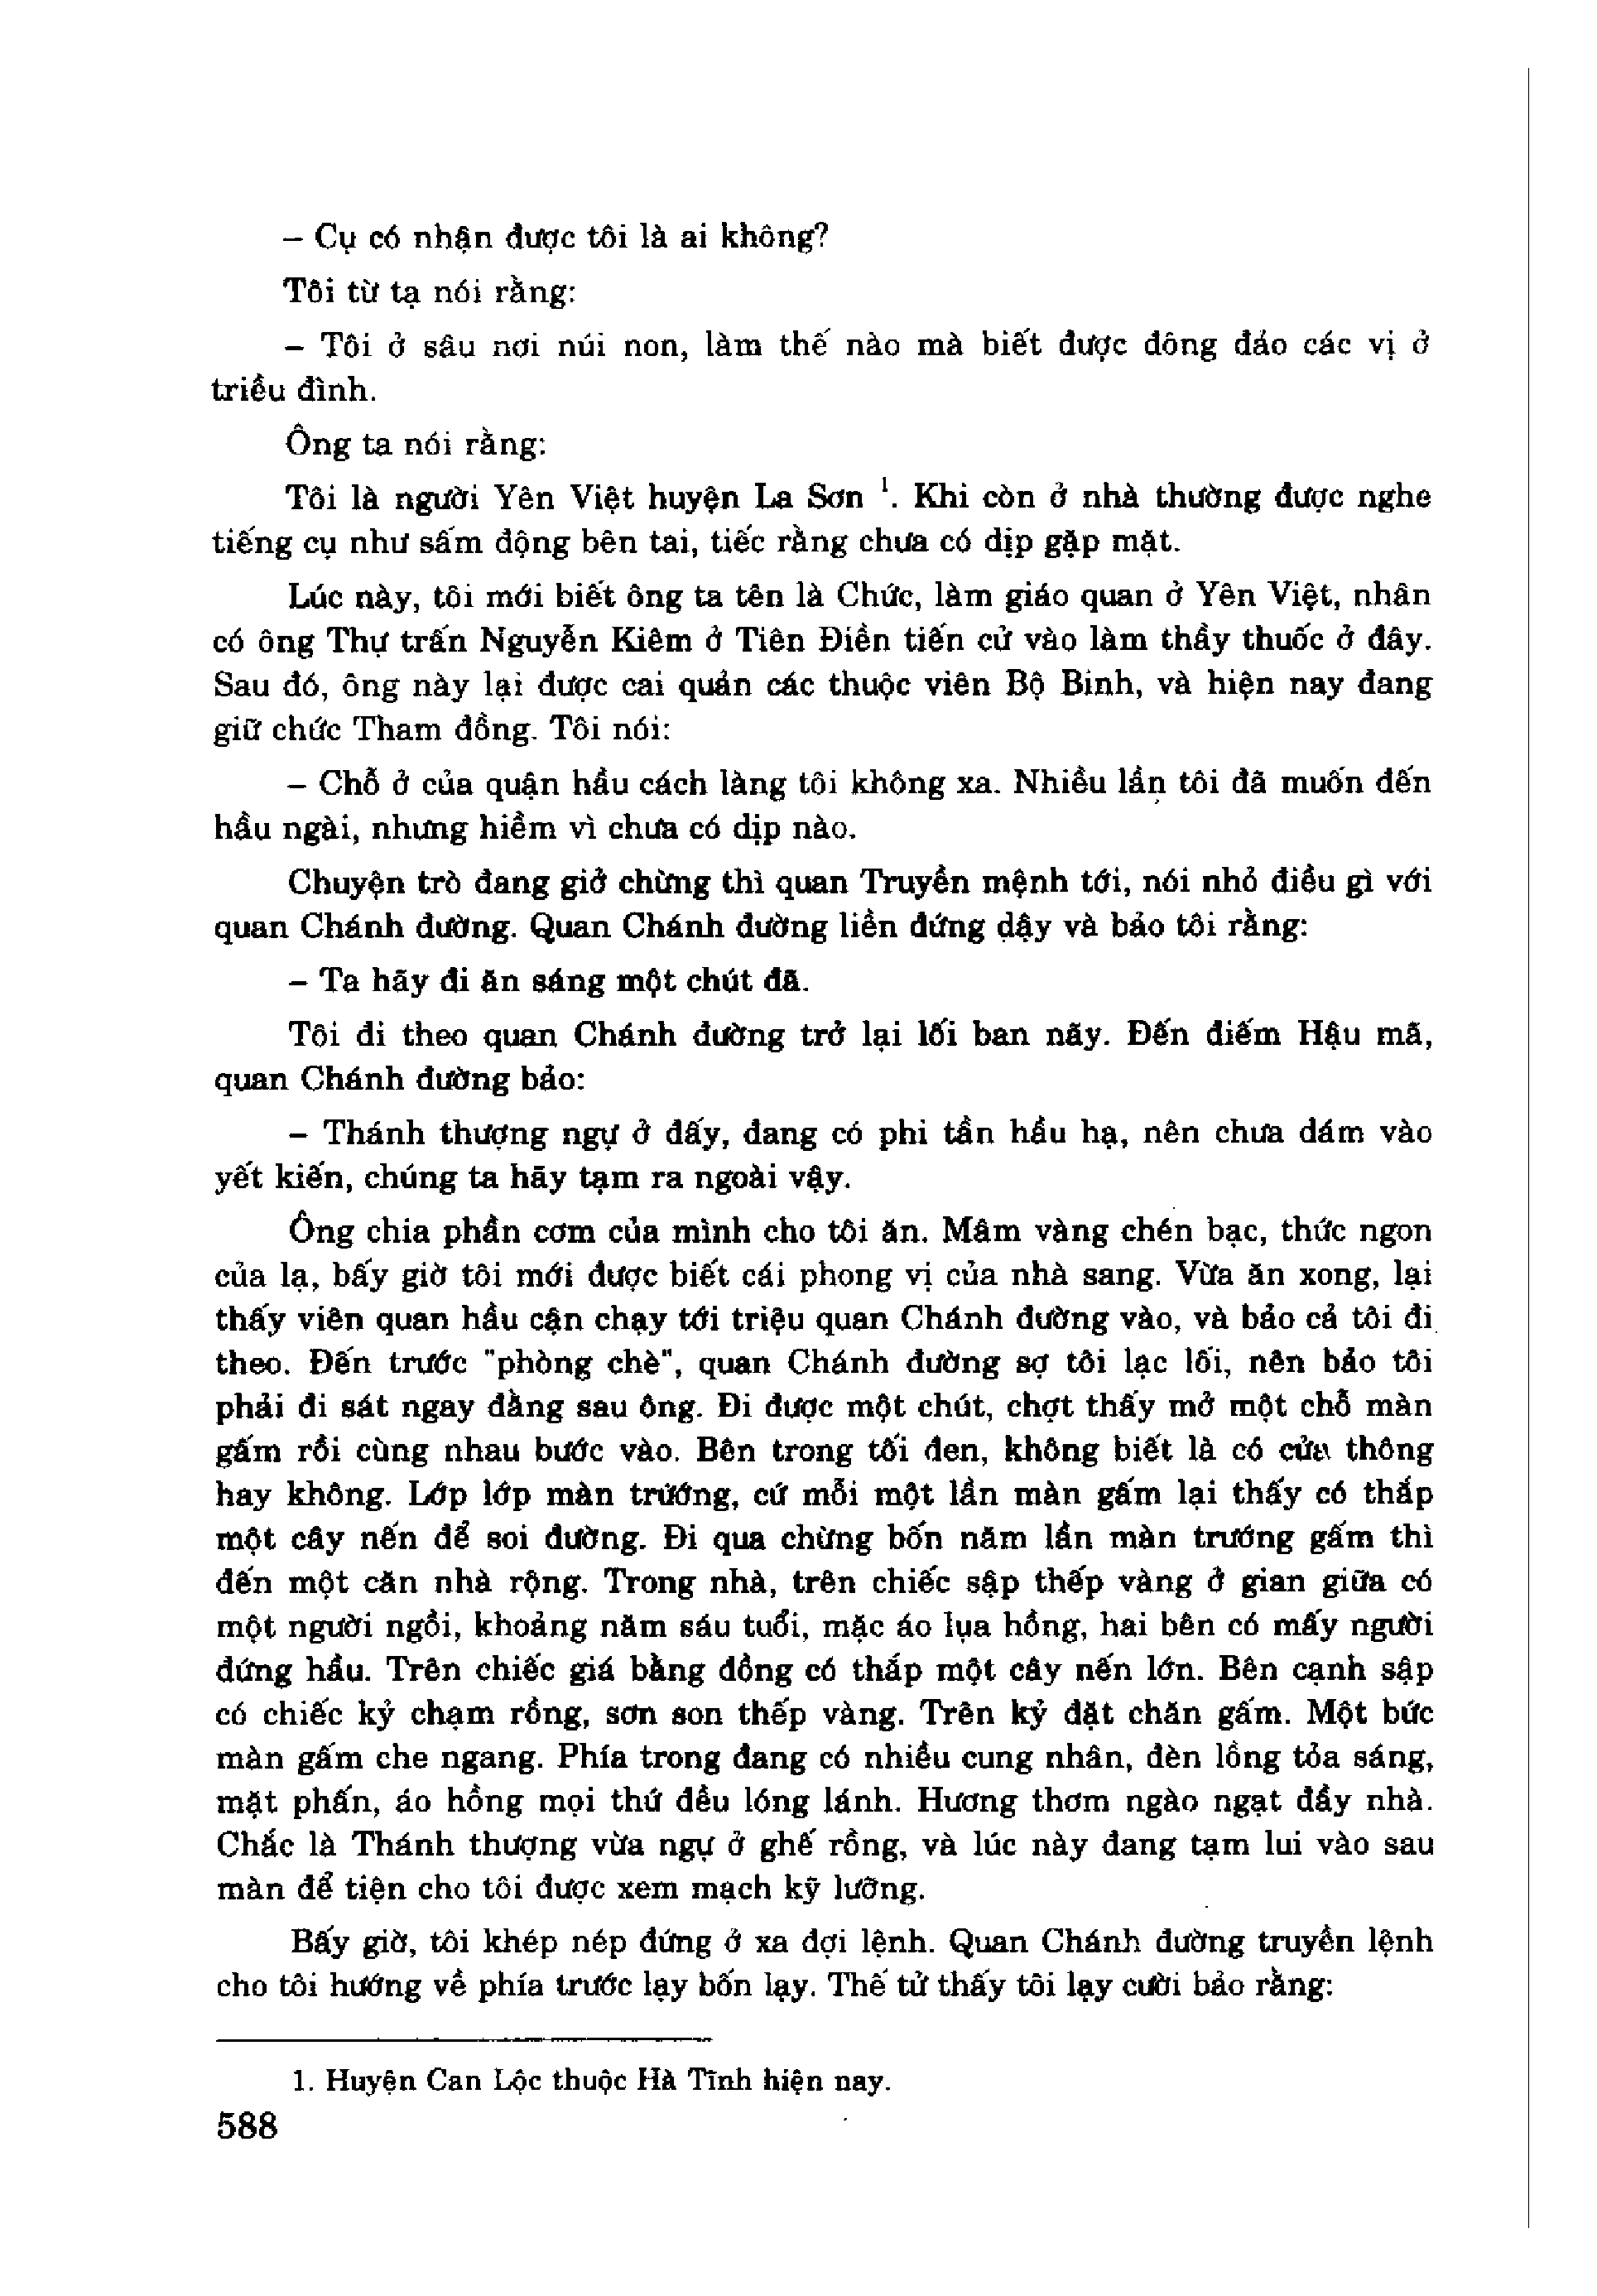 – Cụ có nhận được tôi là ai không?
Tôi từ tạ nói rằng:
– Tôi ở sâu nơi núi non, làm thế nào mà biết được đông đảo các vị ở
triều đình.
Ông ta nói rằng:
Tôi là người Yên Việt huyện La Sơn ¹. Khi còn ở nhà thường được nghe
tiếng cụ như sấm động bên tai, tiếc rằng chưa có dịp gặp mặt.
Lúc này, tôi mới biết ông ta tên là Chức, làm giáo quan ở Yên Việt, nhân
có ông Thự trấn Nguyễn Kiêm ở Tiên Điền tiến cử vào làm thầy thuốc ở đây.
Sau đó, ông này lại được cai quản các thuộc viên Bộ Binh, và hiện nay đang
giữ chức Tham đồng. Tôi nói:
– Chỗ ở của quận hầu cách làng tôi không xa. Nhiều lần tôi đã muốn đến
hầu ngài, nhưng hiềm vì chưa có dịp nào.
Chuyện trò đang giở chừng thì quan Truyền mệnh tới, nói nhỏ điều gì với
quan Chánh đường. Quan Chánh đường liền đứng dậy và bảo tôi rằng:
– Ta hãy đi ăn sáng một chút đã.
Tôi đi theo quan Chánh đường trở lại lối ban nãy. Đến điếm Hậu mã,
quan Chánh đường bảo:
– Thánh thượng ngự ở đấy, đang có phi tần hầu hạ, nên chưa dám vào
yết kiến, chúng ta hãy tạm ra ngoài vậy.
Ông chia phần cơm của mình cho tôi ăn. Mâm vàng chén bạc, thức ngon
của lạ, bấy giờ tôi mới được biết cái phong vị của nhà sang. Vừa ăn xong, lại
thấy viên quan hầu cận chạy tới triệu quan Chánh đường vào, và bảo cả tôi đi
theo. Đến trước "phòng chè", quan Chánh đường sợ tôi lạc lối, nên bảo tôi
phải đi sát ngay đằng sau ông. Đi được một chút, chợt thấy mở một chỗ màn
gấm rồi cùng nhau bước vào. Bên trong tối đen, không biết là có cửa thông
hay không. Lớp lớp màn trướng, cứ mỗi một lần màn gấm lại thấy có thắp
một cây nến để soi đường. Đi qua chừng bốn năm lần màn trướng gấm thì
đến một căn nhà rộng. Trong nhà, trên chiếc sập thếp vàng ở gian giữa có
một người ngồi, khoảng năm sáu tuổi, mặc áo lụa hồng, hai bên có mấy người
đứng hầu. Trên chiếc giá bằng đồng có thắp một cây nến lớn. Bên cạnh sập
có chiếc kỷ chạm rồng, sơn son thếp vàng. Trên kỷ đặt chăn gấm. Một bức
màn gấm che ngang. Phía trong đang có nhiều cung nhân, đèn lồng tỏa sáng,
mặt phấn, áo hồng mọi thứ đều lóng lánh. Hương thơm ngào ngạt đầy nhà.
Chắc là Thánh thượng vừa ngự ở ghế rồng, và lúc này đang tạm lui vào sau
màn để tiện cho tôi được xem mạch kỹ lưỡng.
Bấy giờ, tôi khép nép đứng ở xa đợi lệnh. Quan Chánh đường truyền lệnh
cho tôi hướng về phía trước lạy bốn lạy. Thế tử thấy tôi lạy cười bảo rằng:
1. Huyện Can Lộc thuộc Hà Tĩnh hiện nay.
588